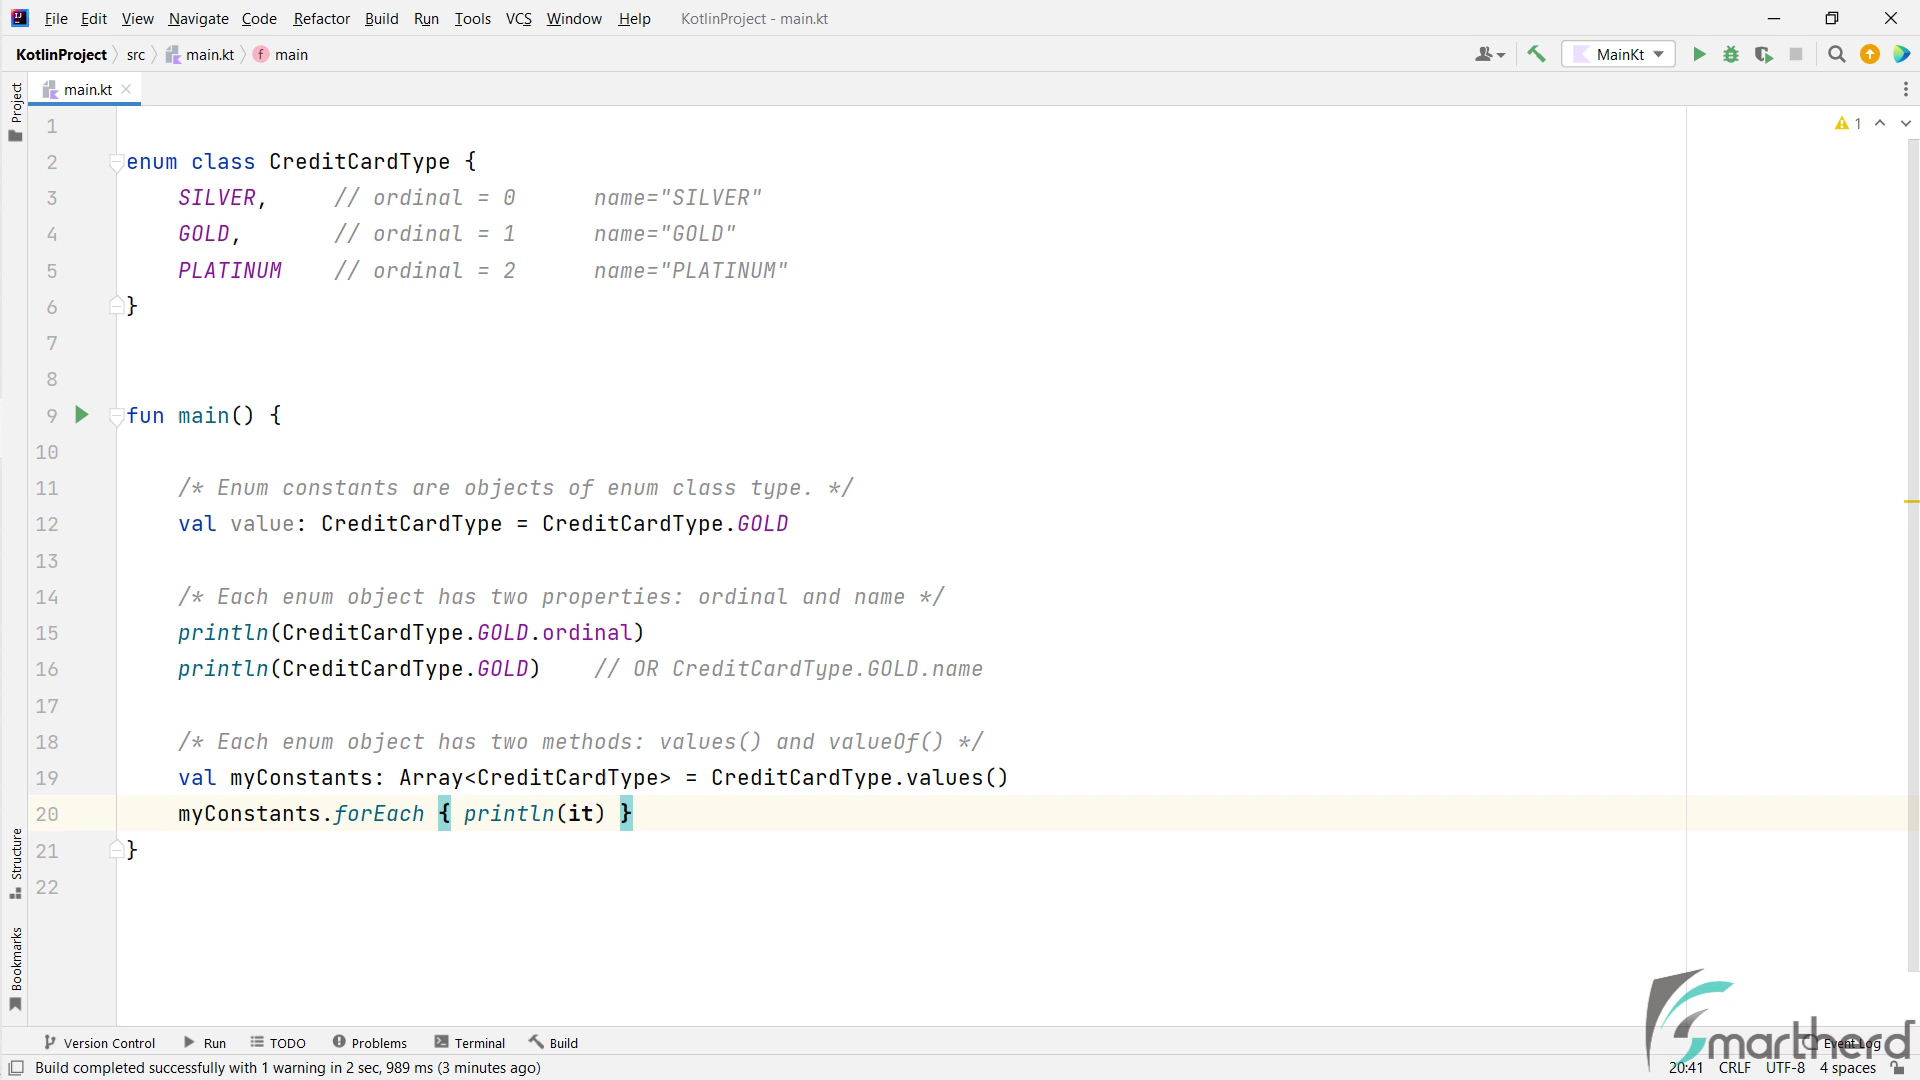 File Edit View Navigate Code Refactor Build Run Tools VCS Window Help KotlinProject - main.kt
KotlinProject src main.kt f main MainKt
main.kt
Project
1
1
2 enum class CreditCardType {
3 SILVER, // ordinal = 0 name="SILVER"
4 GOLD, // ordinal = 1 name="GOLD"
5 PLATINUM // ordinal = 2 name="PLATINUM"
6 }
7
8
9 fun main() {
10
11 /* Enum constants are objects of enum class type. */
12 val value: CreditCardType = CreditCardType.GOLD
13
14 /* Each enum object has two properties: ordinal and name */
15 println(CreditCardType.GOLD.ordinal)
16 println(CreditCardType.GOLD) // OR CreditCardType.GOLD.name
17
18 /* Each enum object has two methods: values() and valueOf() */
19 val myConstants: Array<CreditCardType> = CreditCardType.values()
20 myConstants.forEach { println(it) }
21 }
22
Structure
Bookmarks
Version Control Run TODO Problems Terminal Build Event Log
smartherd
Build completed successfully with 1 warning in 2 sec, 989 ms (3 minutes ago) 20:41 CRLF UTF-8 4 spaces